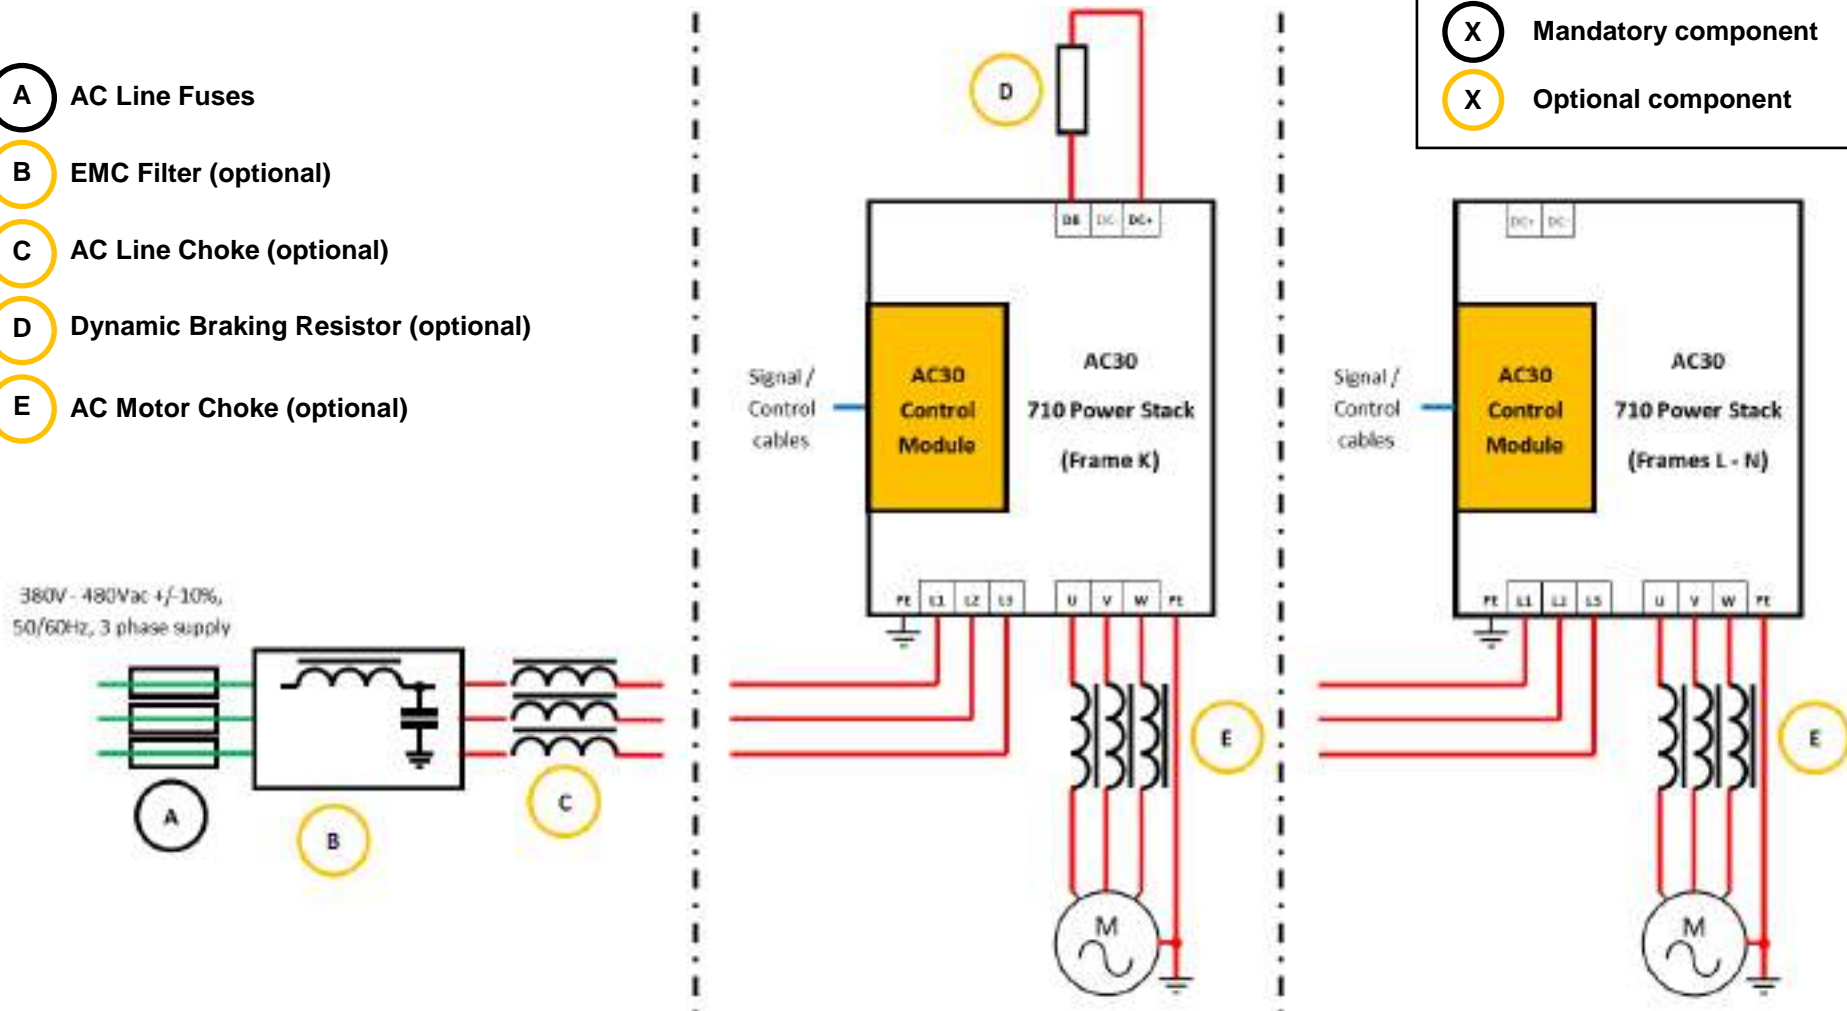 A AC Line Fuses
B EMC Filter (optional)
C AC Line Choke (optional)
D Dynamic Braking Resistor (optional)
E AC Motor Choke (optional)
380V - 480Vac +/-10%,
50/60Hz, 3 phase supply
A
B
C
D
DB DC- DC+
Signal /
Control
cables
AC30
Control
Module
AC30
710 Power Stack
(Frame K)
PE L1 L2 L3 U V W PE
E
M
X Mandatory component
X Optional component
DC+ DC-
Signal /
Control
cables
AC30
Control
Module
AC30
710 Power Stack
(Frames L - N)
PE L1 L2 L3 U V W PE
E
M